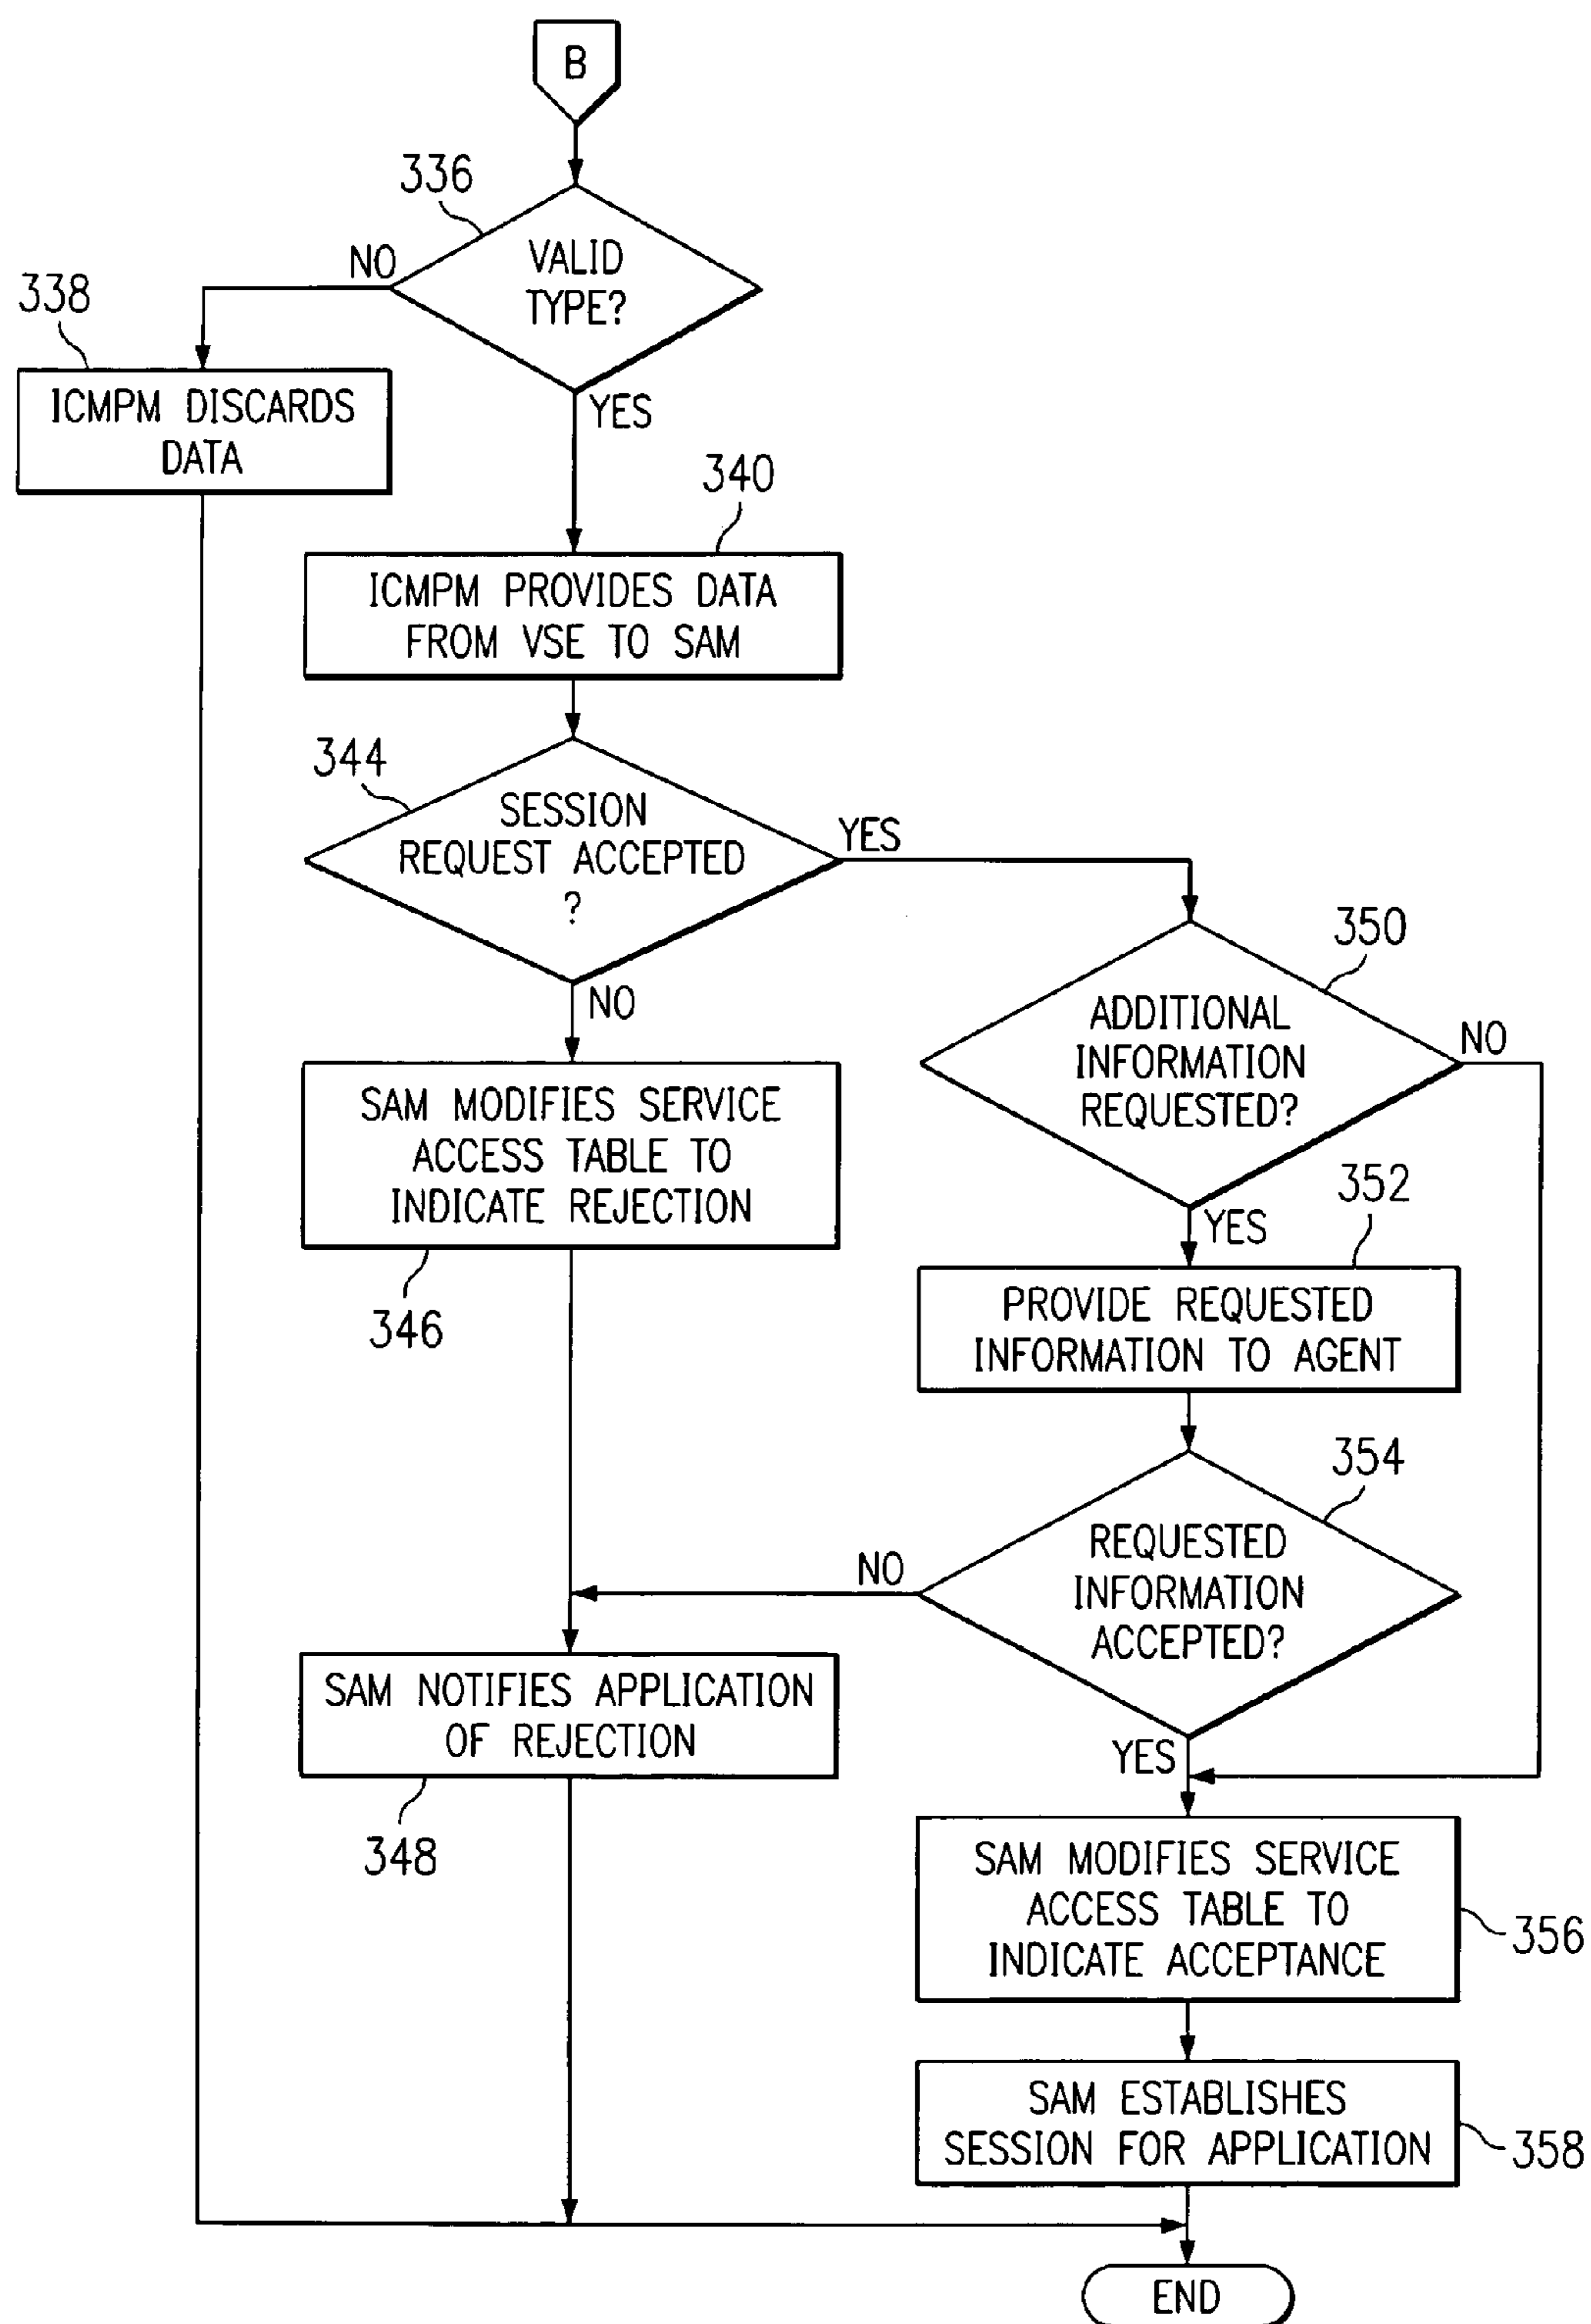 B
336
VALID
TYPE?
NO
YES
338
ICMPM DISCARDS
DATA
340
ICMPM PROVIDES DATA
FROM VSE TO SAM
344
SESSION
REQUEST ACCEPTED
?
YES
NO
350
ADDITIONAL
INFORMATION
REQUESTED?
NO
YES
SAM MODIFIES SERVICE
ACCESS TABLE TO
INDICATE REJECTION
346
352
PROVIDE REQUESTED
INFORMATION TO AGENT
354
REQUESTED
INFORMATION
ACCEPTED?
NO
YES
SAM NOTIFIES APPLICATION
OF REJECTION
348
SAM MODIFIES SERVICE
ACCESS TABLE TO
INDICATE ACCEPTANCE
356
SAM ESTABLISHES
SESSION FOR APPLICATION
358
END